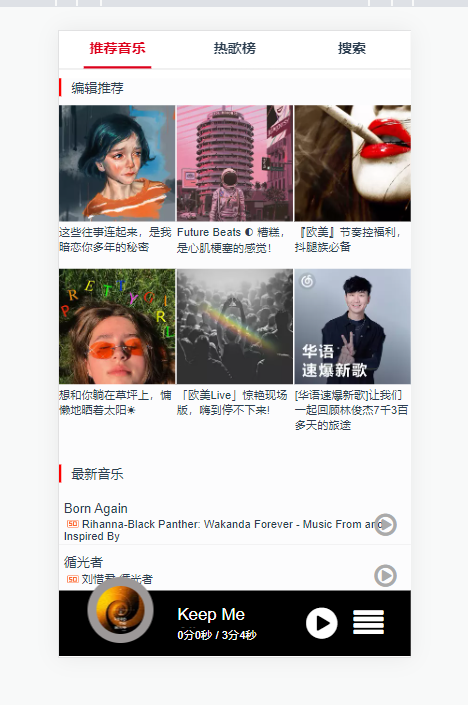 推荐音乐 热歌榜 搜索
编辑推荐
PRETTY GIRL
华语
速爆新歌
这些往事连起来，是我
暗恋你多年的秘密
Future Beats ◐ 糟糕，
是心肌梗塞的感觉！
『欧美』节奏控福利，
抖腿族必备
想和你躺在草坪上，慵
懒地晒着太阳☀
「欧美Live」惊艳现场
版，嗨到停不下来!
[华语速爆新歌]让我们
一起回顾林俊杰7千3百
多天的旅途
最新音乐
Born Again
SQ Rihanna-Black Panther: Wakanda Forever - Music From and
Inspired By
循光者
SQ 刘惜君-循光者
Keep Me
0分0秒 / 3分4秒